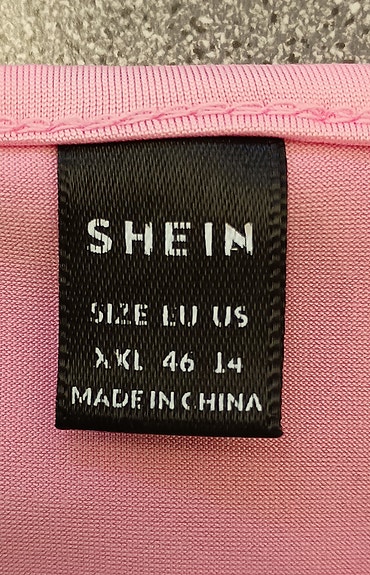 SHEIN
SIZE EU US
XXL 46 14
MADE IN CHINA